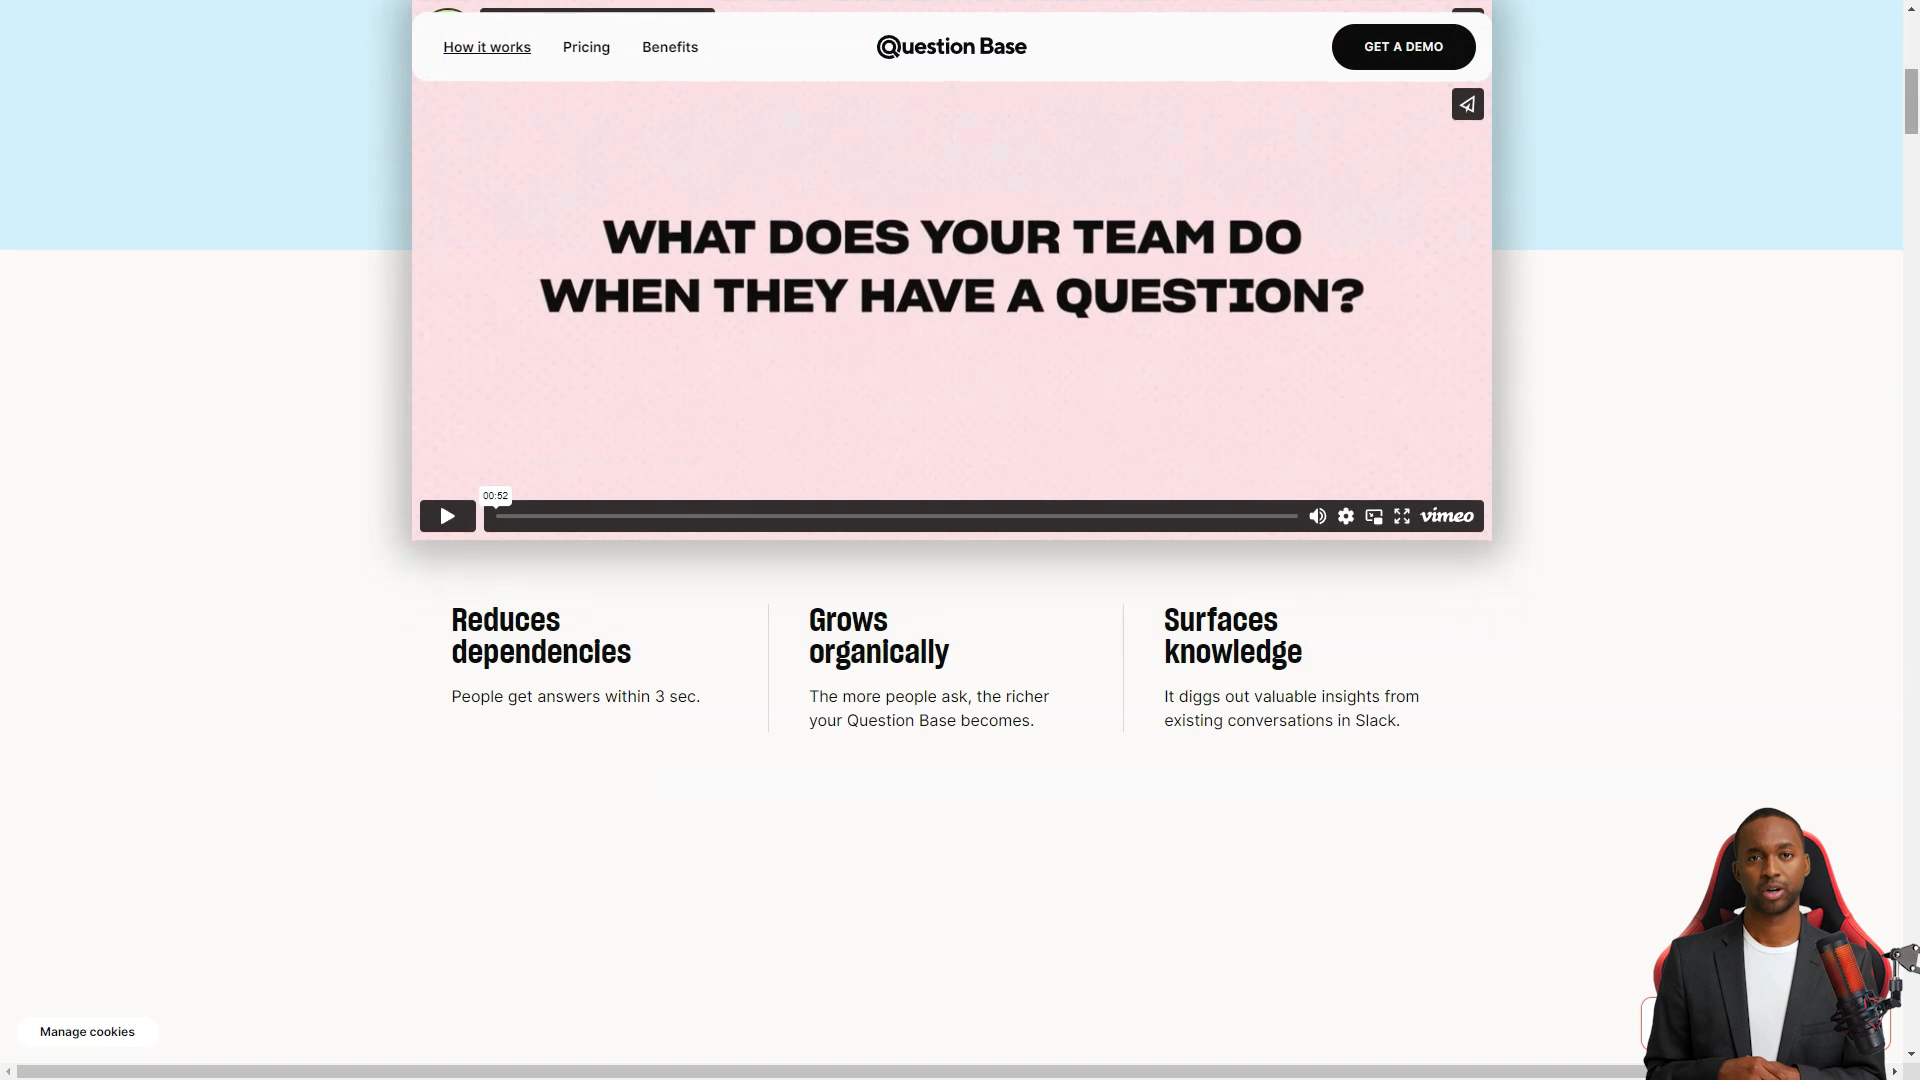 How it works
Pricing
Benefits
Question Base
GET A DEMO
WHAT DOES YOUR TEAM DO
WHEN THEY HAVE A QUESTION?
00:52
vimeo
Reduces
dependencies
People get answers within 3 sec.
Grows
organically
The more people ask, the richer
your Question Base becomes.
Surfaces
knowledge
It diggs out valuable insights from
existing conversations in Slack.
Manage cookies